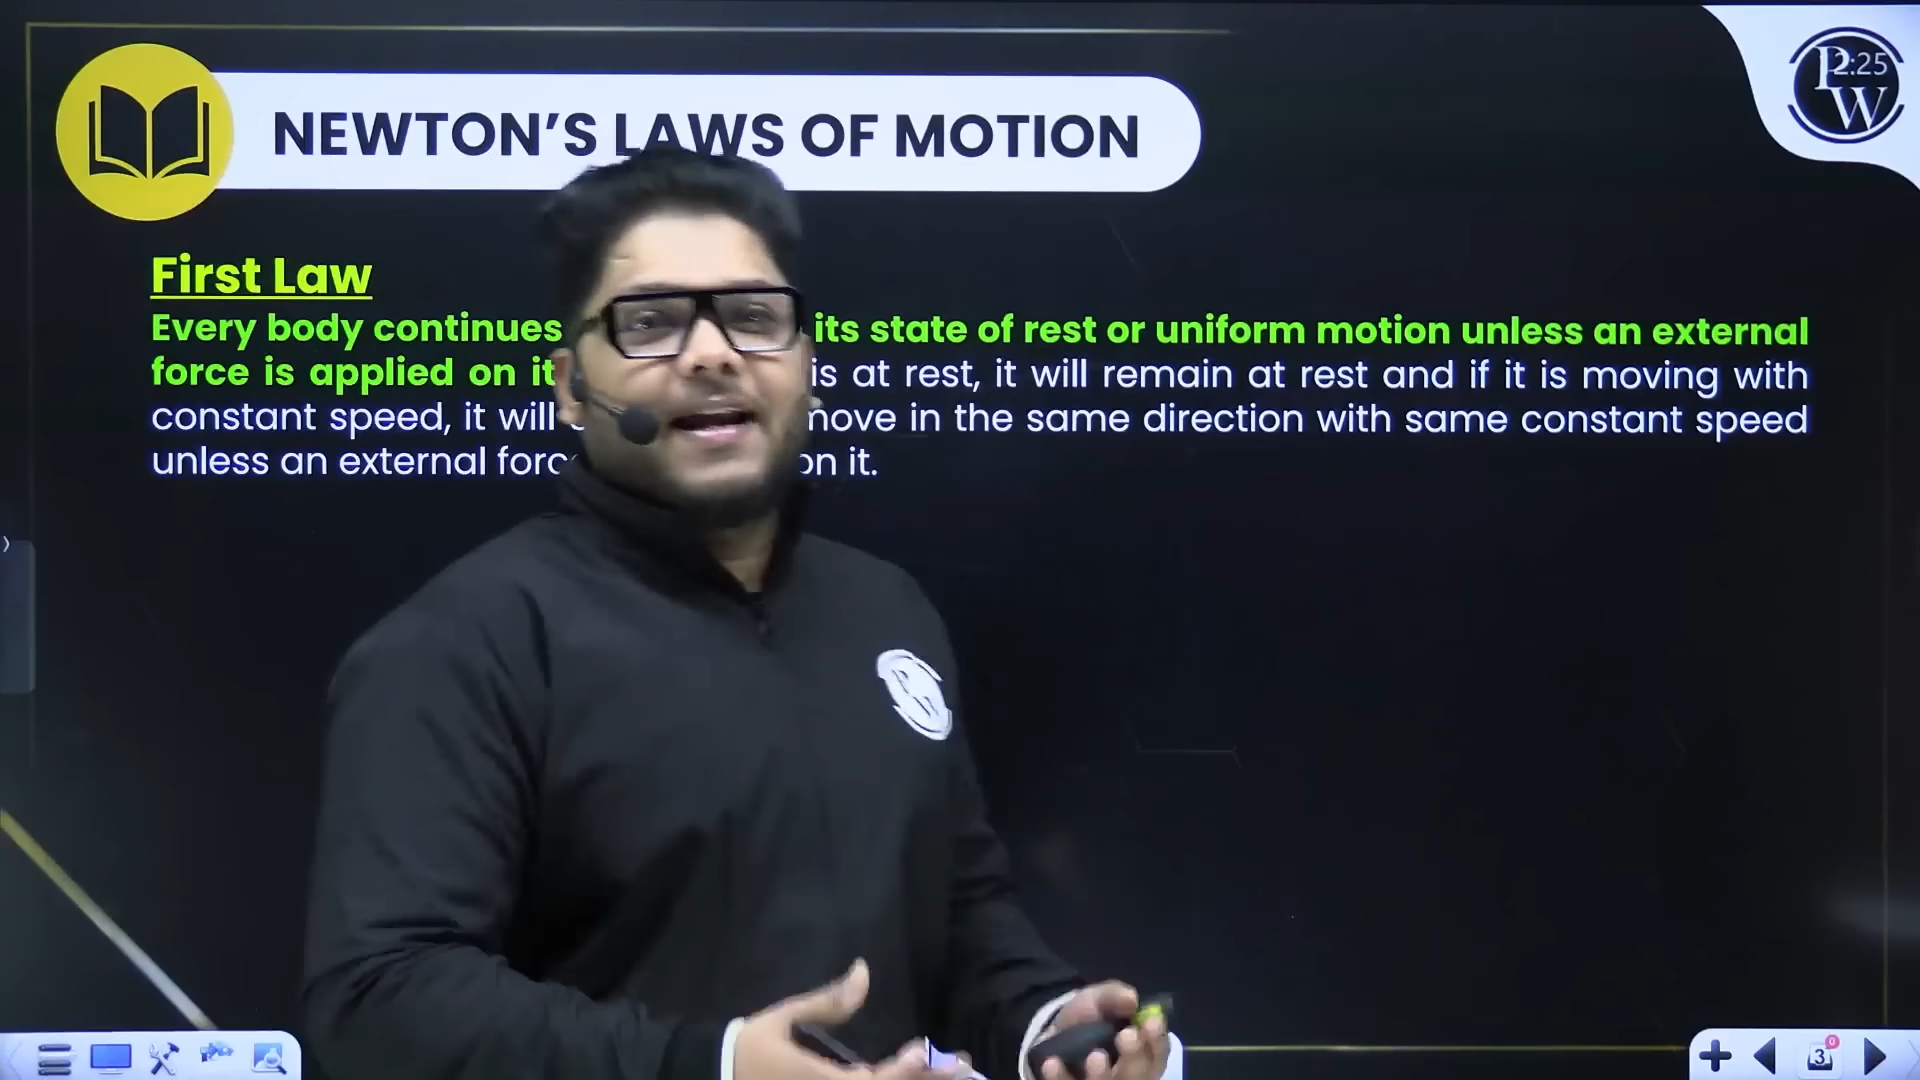 NEWTON’S LAWS OF MOTION
2:25
PW
First Law
Every body continues its state of rest or uniform motion unless an external
force is applied on it is at rest, it will remain at rest and if it is moving with
constant speed, it will move in the same direction with same constant speed
unless an external on it.
3
0